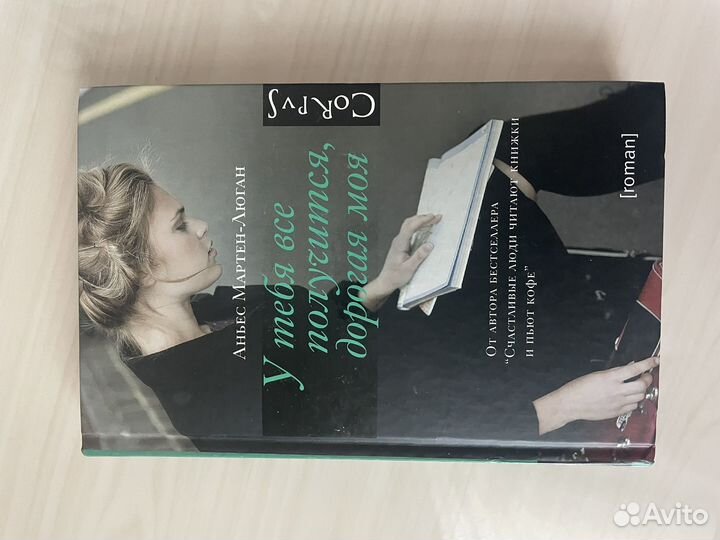 Аньес Мартен-Люган
У тебя все
получится,
дорогая моя
CORPVS
От автора бестселлера
“Счастливые люди читают книжки
и пьют кофе”
[roman]
Avito